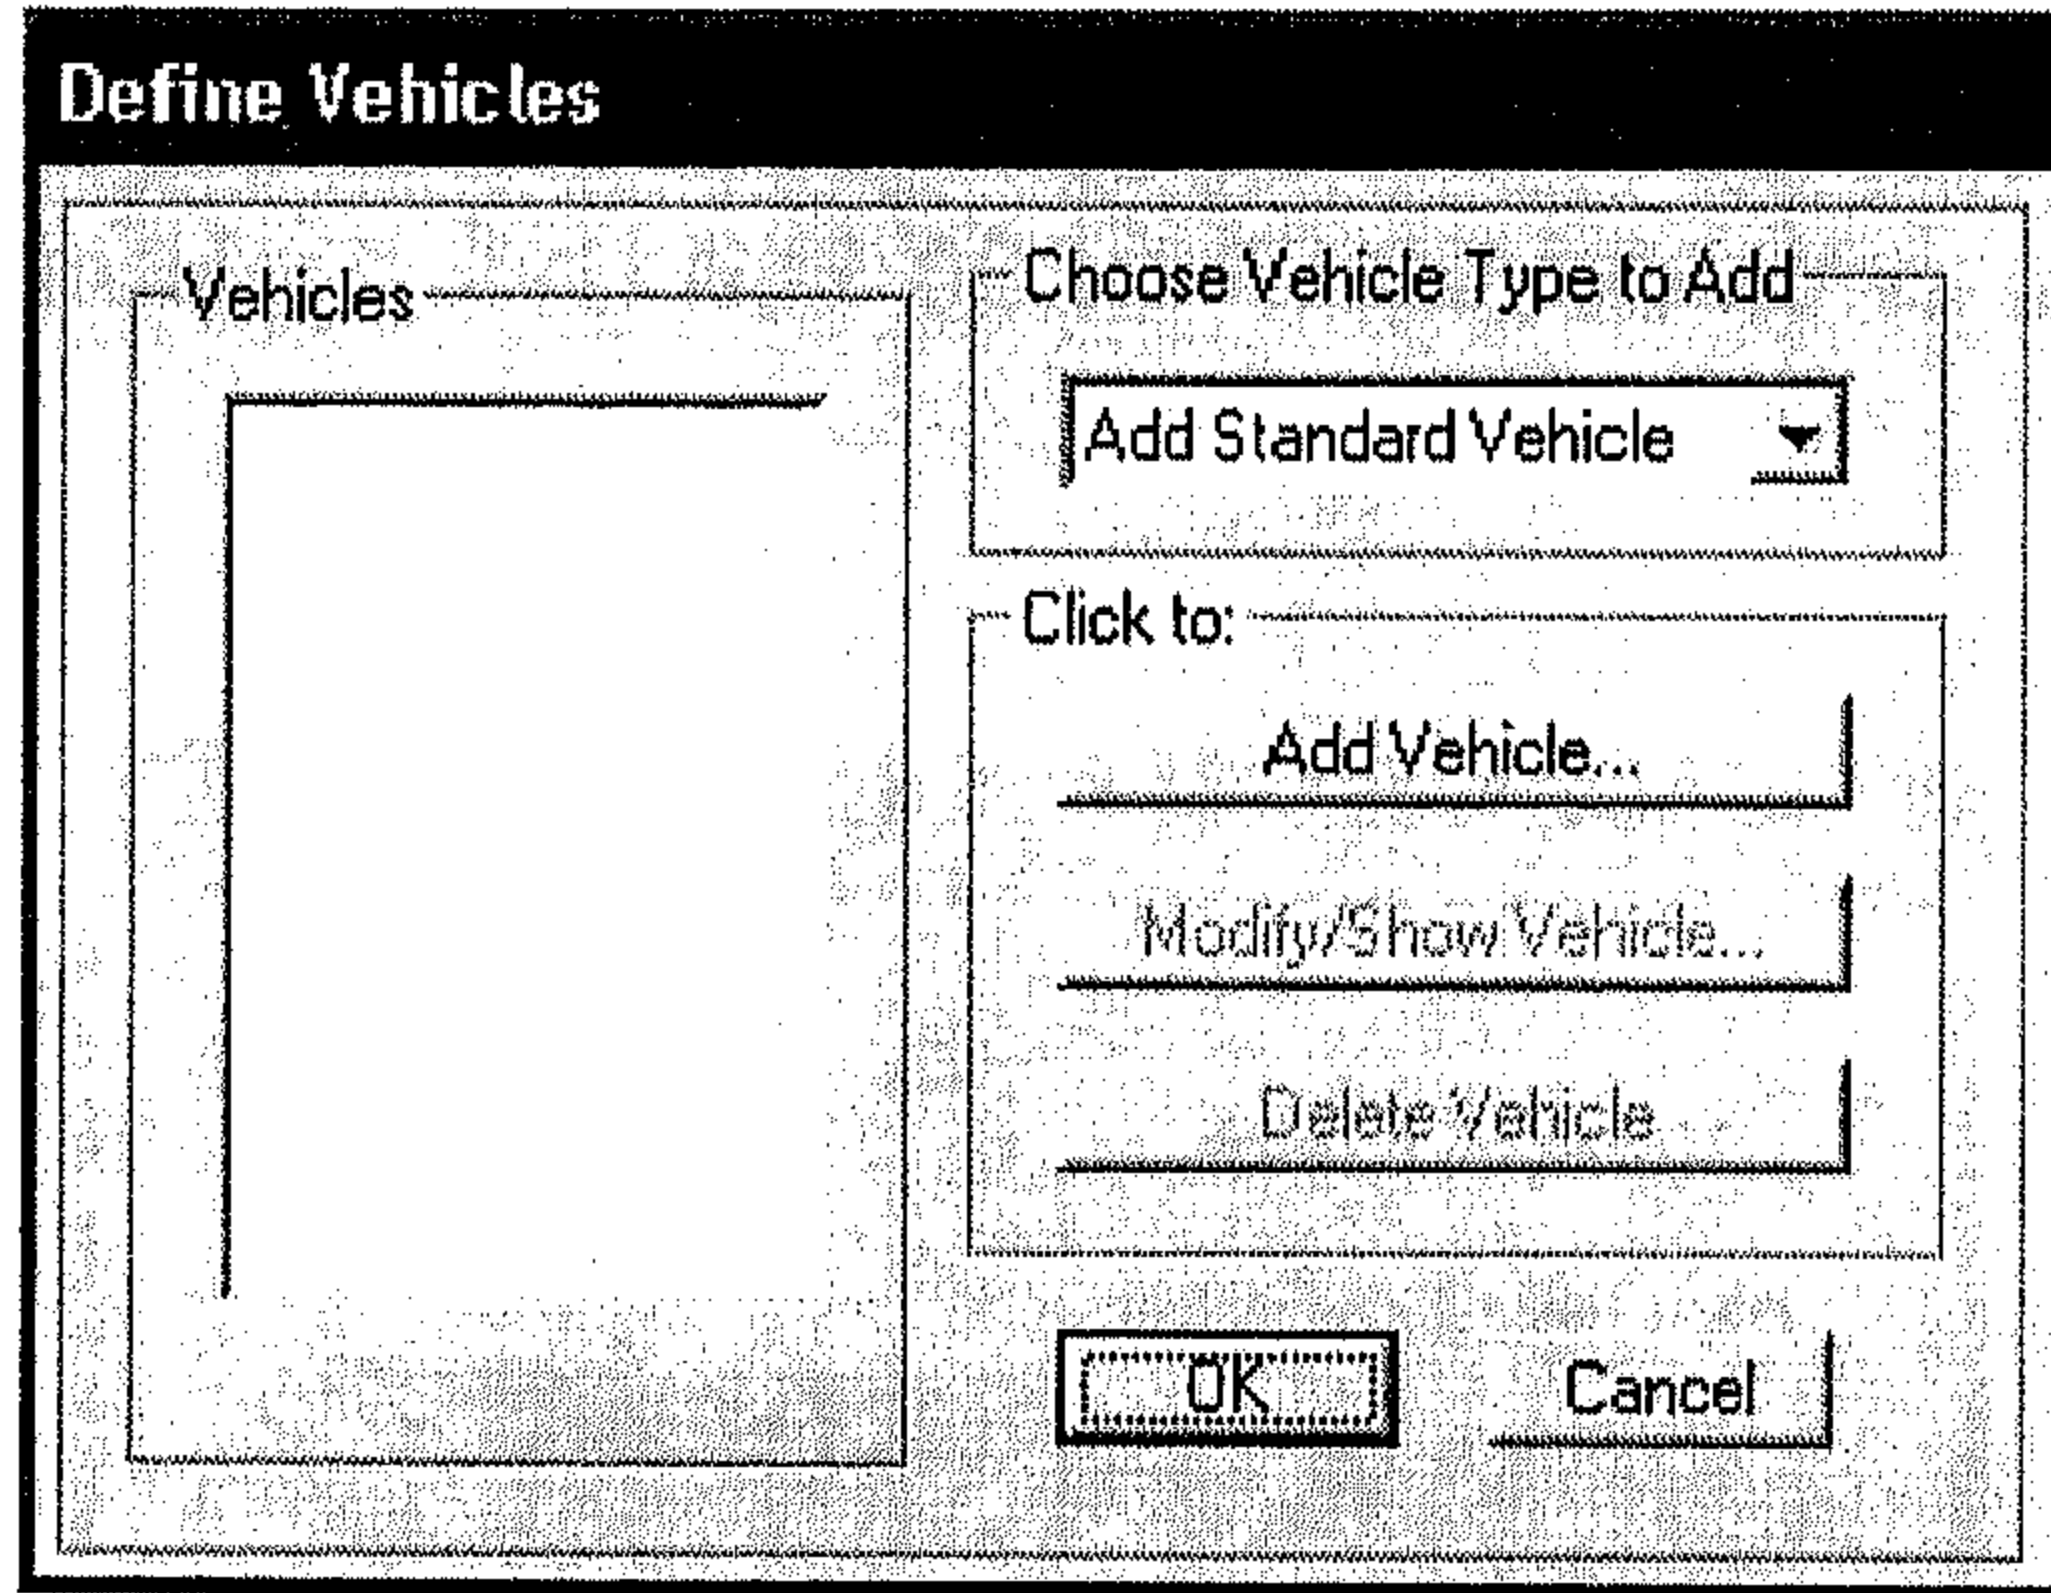 Define Vehicles
Vehicles
Choose Vehicle Type to Add
Add Standard Vehicle
Click to:
Add Vehicle...
Modify/Show Vehicle...
Delete Vehicle
OK
Cancel